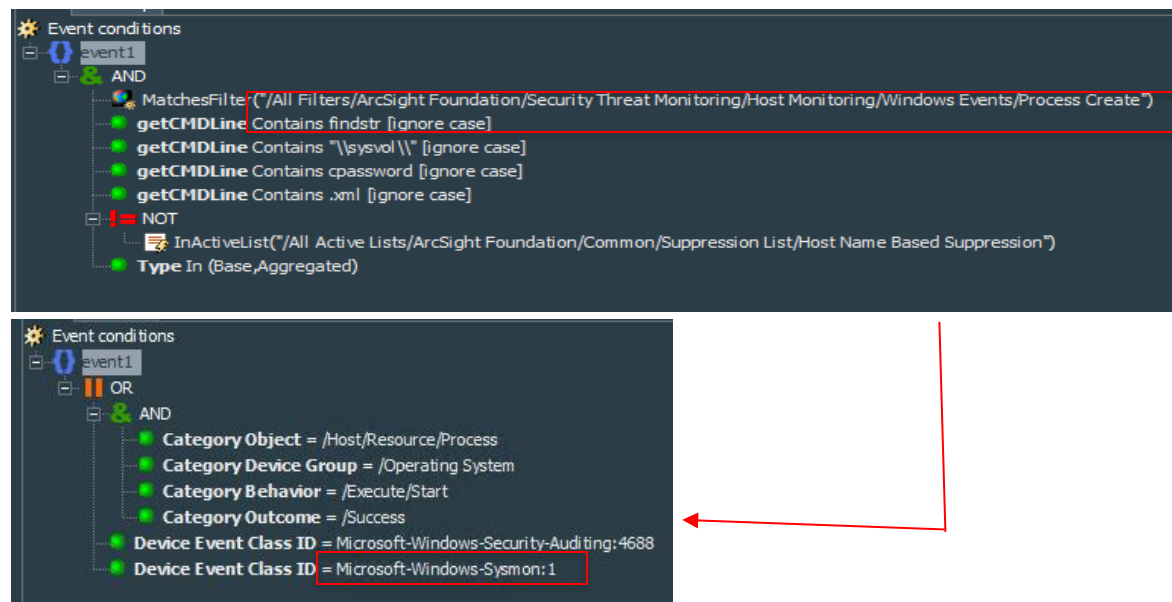 Event conditions
event1
AND
MatchesFilter("/All Filters/ArcSight Foundation/Security Threat Monitoring/Host Monitoring/Windows Events/Process Create")
getCMDLine Contains findstr [ignore case]
getCMDLine Contains "\\sysvol\\" [ignore case]
getCMDLine Contains cpassword [ignore case]
getCMDLine Contains .xml [ignore case]
NOT
InActiveList("/All Active Lists/ArcSight Foundation/Common/Suppression List/Host Name Based Suppression")
Type In (Base,Aggregated)
Event conditions
event1
OR
AND
Category Object = /Host/Resource/Process
Category Device Group = /Operating System
Category Behavior = /Execute/Start
Category Outcome = /Success
Device Event Class ID = Microsoft-Windows-Security-Auditing:4688
Device Event Class ID = Microsoft-Windows-Sysmon:1